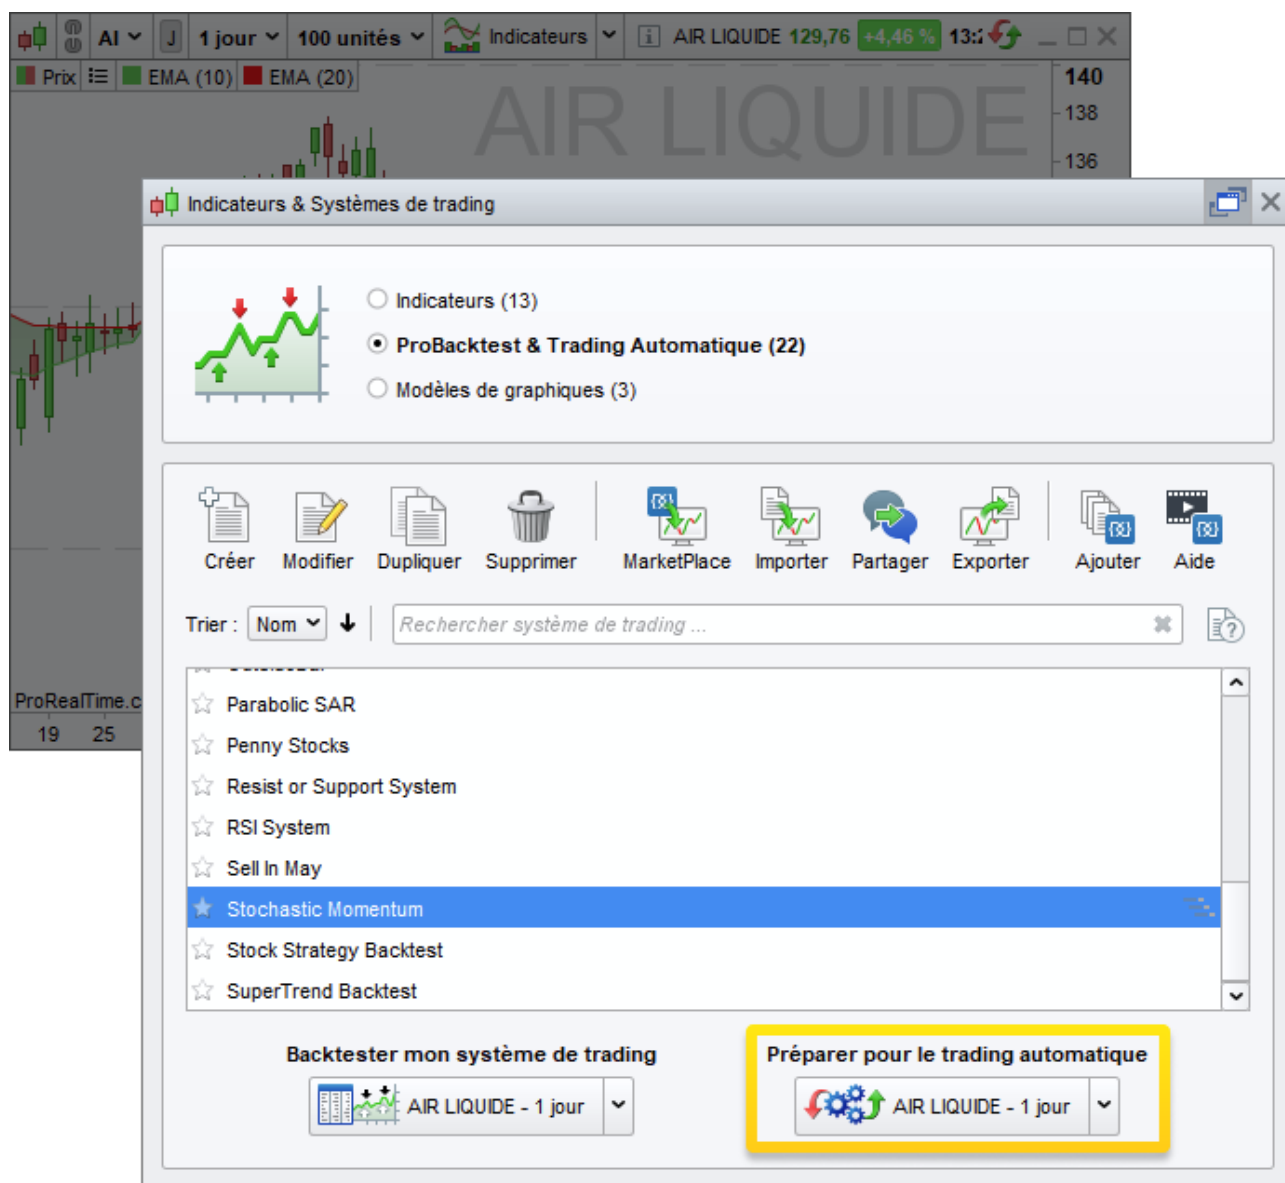 AI J 1 jour 100 unités Indicateurs AIR LIQUIDE 129,76 +4,46 %
Prix EMA (10) EMA (20)
AIR LIQUIDE
140
138
136
Indicateurs & Systèmes de trading
Indicateurs (13)
ProBacktest & Trading Automatique (22)
Modèles de graphiques (3)
Créer Modifier Dupliquer Supprimer MarketPlace Importer Partager Exporter Ajouter Aide
Trier : Nom Rechercher système de trading ...
Parabolic SAR
Penny Stocks
Resist or Support System
RSI System
Sell In May
Stochastic Momentum
Stock Strategy Backtest
SuperTrend Backtest
ProRealTime.c
19 25
Backtester mon système de trading
AIR LIQUIDE - 1 jour
Préparer pour le trading automatique
AIR LIQUIDE - 1 jour